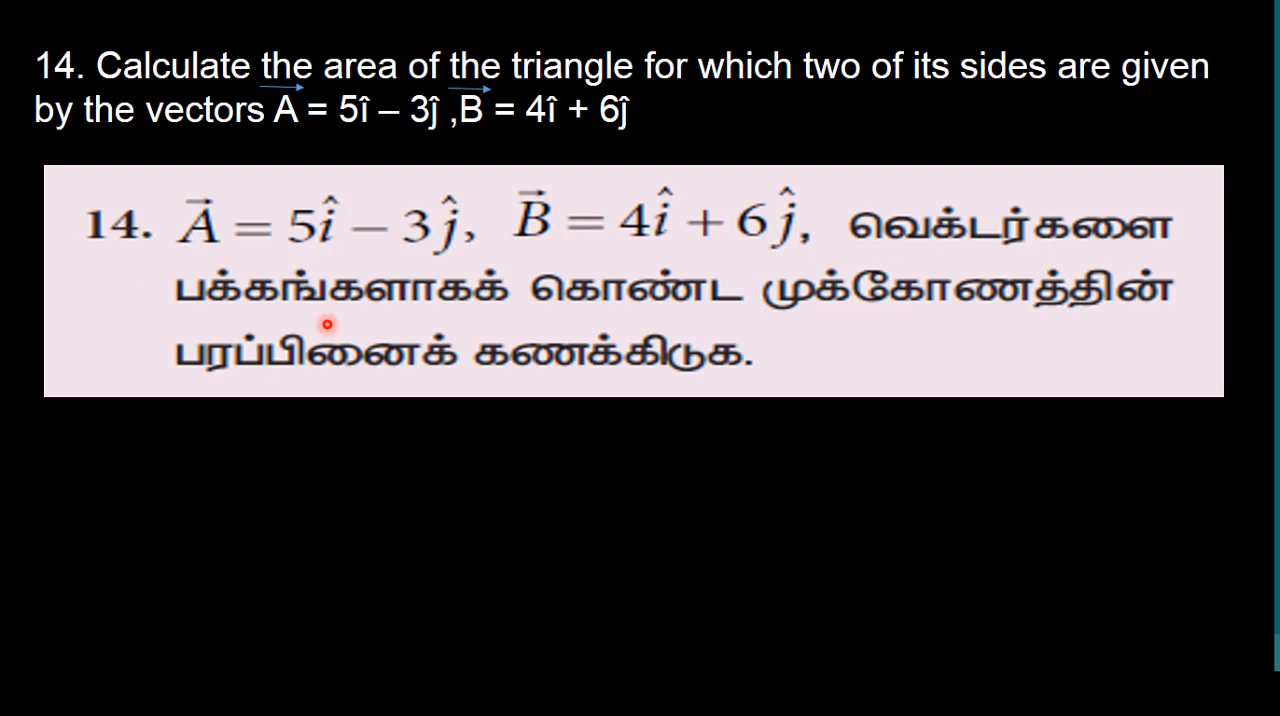 14. Calculate the area of the triangle for which two of its sides are given
by the vectors A = 5î – 3ĵ ,B = 4î + 6ĵ
14. A⃗ = 5î − 3ĵ, B⃗ = 4î + 6ĵ, வெக்டர்களை
பக்கங்களாகக் கொண்ட முக்கோணத்தின்
பரப்பினைக் கணக்கிடுக.